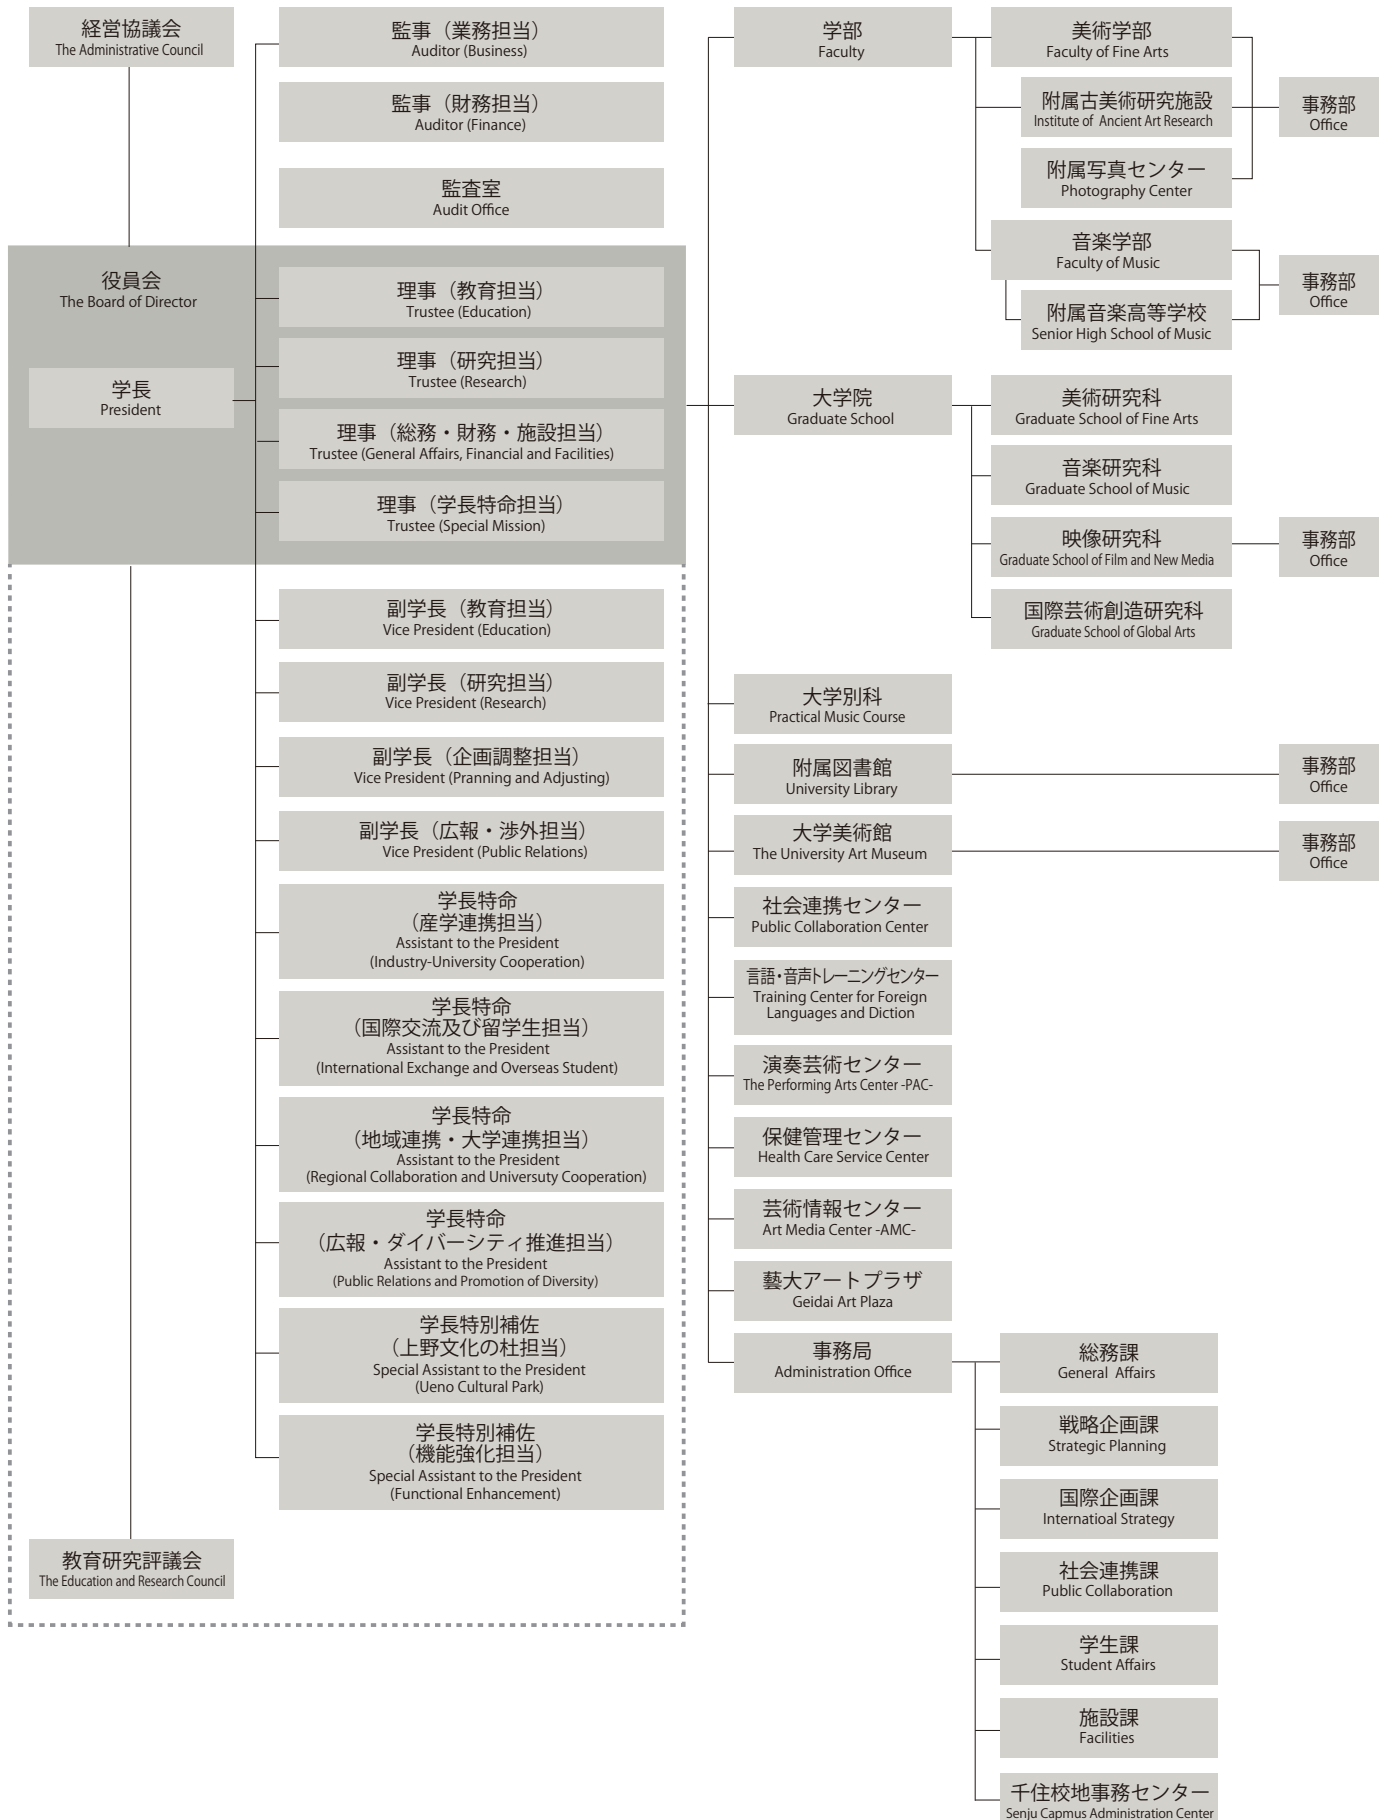 経営協議会
The Administrative Council
監事（業務担当）
Auditor (Business)
監事（財務担当）
Auditor (Finance)
監査室
Audit Office
役員会
The Board of Director
学長
President
理事（教育担当）
Trustee (Education)
理事（研究担当）
Trustee (Research)
理事（総務・財務・施設担当）
Trustee (General Affairs, Financial and Facilities)
理事（学長特命担当）
Trustee (Special Mission)
副学長（教育担当）
Vice President (Education)
副学長（研究担当）
Vice President (Research)
副学長（企画調整担当）
Vice President (Pranning and Adjusting)
副学長（広報・渉外担当）
Vice President (Public Relations)
学長特命
（産学連携担当）
Assistant to the President
(Industry-University Cooperation)
学長特命
（国際交流及び留学生担当）
Assistant to the President
(International Exchange and Overseas Student)
学長特命
（地域連携・大学連携担当）
Assistant to the President
(Regional Collaboration and Universuty Cooperation)
学長特命
（広報・ダイバーシティ推進担当）
Assistant to the President
(Public Relations and Promotion of Diversity)
学長特別補佐
（上野文化の杜担当）
Special Assistant to the President
(Ueno Cultural Park)
学長特別補佐
（機能強化担当）
Special Assistant to the President
(Functional Enhancement)
教育研究評議会
The Education and Research Council
学部
Faculty
美術学部
Faculty of Fine Arts
附属古美術研究施設
Institute of Ancient Art Research
附属写真センター
Photography Center
事務部
Office
音楽学部
Faculty of Music
附属音楽高等学校
Senior High School of Music
事務部
Office
大学院
Graduate School
美術研究科
Graduate School of Fine Arts
音楽研究科
Graduate School of Music
映像研究科
Graduate School of Film and New Media
事務部
Office
国際芸術創造研究科
Graduate School of Global Arts
大学別科
Practical Music Course
附属図書館
University Library
事務部
Office
大学美術館
The University Art Museum
事務部
Office
社会連携センター
Public Collaboration Center
言語・音声トレーニングセンター
Training Center for Foreign
Languages and Diction
演奏芸術センター
The Performing Arts Center -PAC-
保健管理センター
Health Care Service Center
芸術情報センター
Art Media Center -AMC-
藝大アートプラザ
Geidai Art Plaza
事務局
Administration Office
総務課
General Affairs
戦略企画課
Strategic Planning
国際企画課
Internatioal Strategy
社会連携課
Public Collaboration
学生課
Student Affairs
施設課
Facilities
千住校地事務センター
Senju Capmus Administration Center